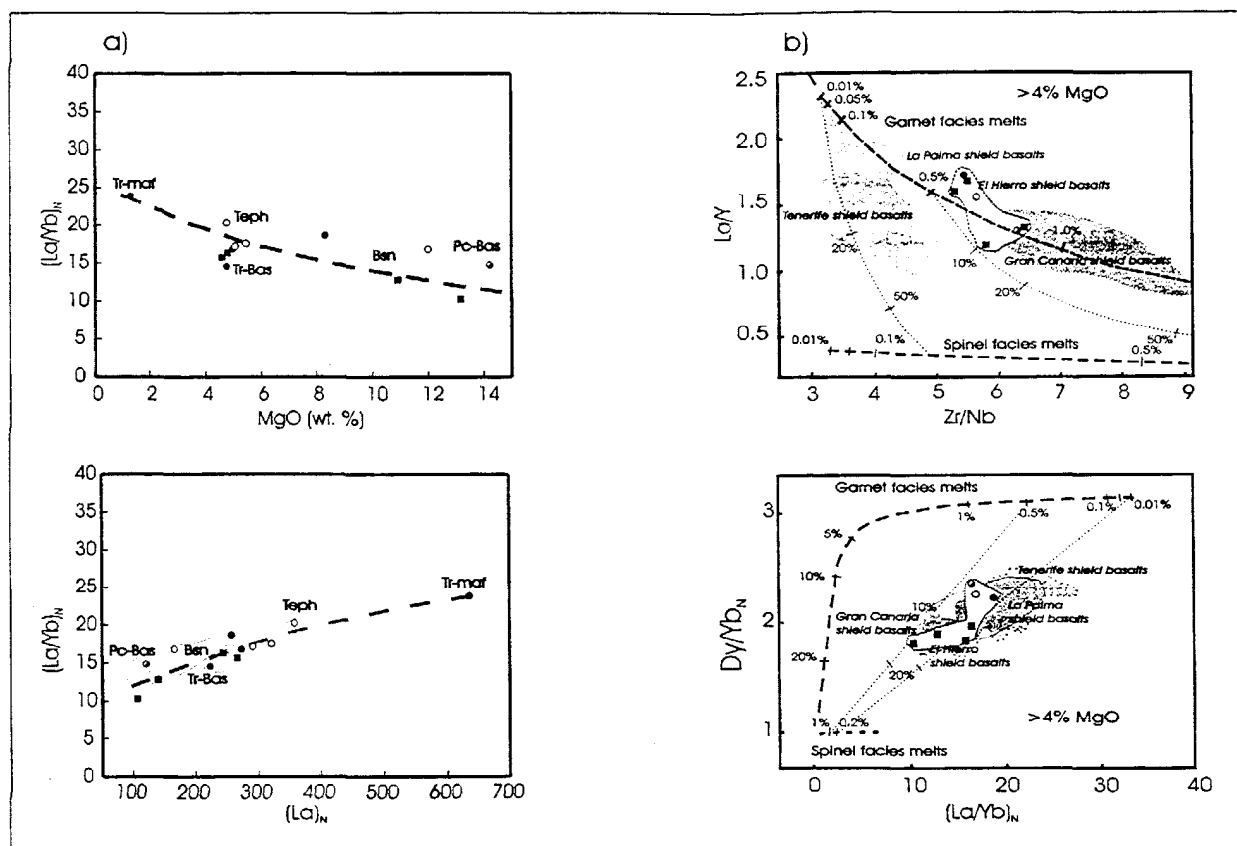 a)
40
35
30
25
20
15
10
5
0
(La/Yb)N
Tr-maf
Teph
Tr-Bas
Bsn
Pc-Bas
0 2 4 6 8 10 12 14
MgO (wt. %)
b)
2.5
2.0
1.5
1.0
0.5
La/Y
0.01%
0.05%
0.1%
>4% MgO
Garnet facies melts
La Palma shield basalts
0.5%
El Hierro shield basalts
Tenerife shield basalts
20%
1.0%
10%
Gran Canaria shield basalts
20%
50%
50%
0.01%
0.1%
Spinel facies melts
0.5%
3 4 5 6 7 8 9
Zr/Nb
40
35
30
25
20
15
10
5
0
(La/Yb)N
Tr-maf
Teph
Pc-Bas
Bsn
Tr-Bas
100 200 300 400 500 600 700
(La)N
3
2
1
Dy/YbN
Garnet facies melts
1%
0.5%
0.1%
0.01%
5%
10%
Tenerife shield basalts
10%
Gran Canaria
shield basalts
La Palma
shield basalts
20%
El Hierro
shield basalts
20%
1%
0.2%
>4% MgO
Spinel facies melts
0 10 20 30 40
(La/Yb)N